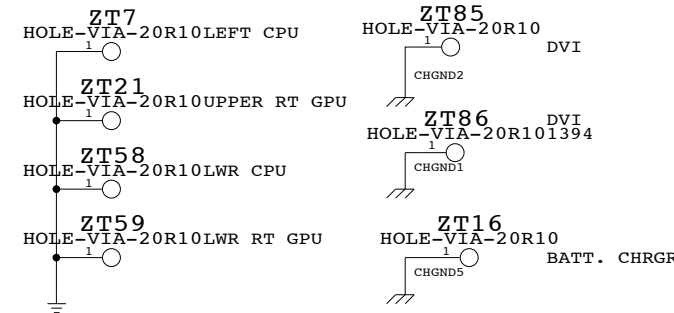 ZT7
HOLE-VIA-20R10LEFT CPU
1
ZT21
HOLE-VIA-20R10UPPER RT GPU
1
ZT58
HOLE-VIA-20R10LWR CPU
1
ZT59
HOLE-VIA-20R10LWR RT GPU
1
ZT85
HOLE-VIA-20R10
1
DVI
CHGND2
ZT86
DVI
HOLE-VIA-20R101394
1
CHGND1
ZT16
HOLE-VIA-20R10
1
BATT. CHRGR
CHGND5